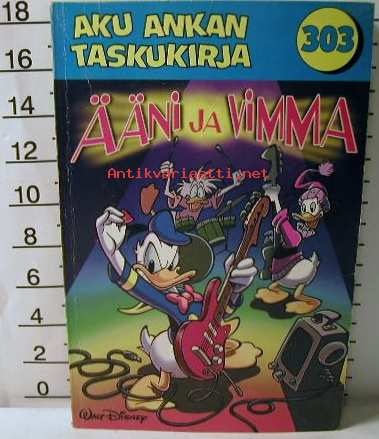 AKU ANKAN
TASKUKIRJA
303
ÄÄNI JA VIMMA
Antikvariaatti.net
WALT DISNEY
18
16
14
12
10
8
6
4
2
0